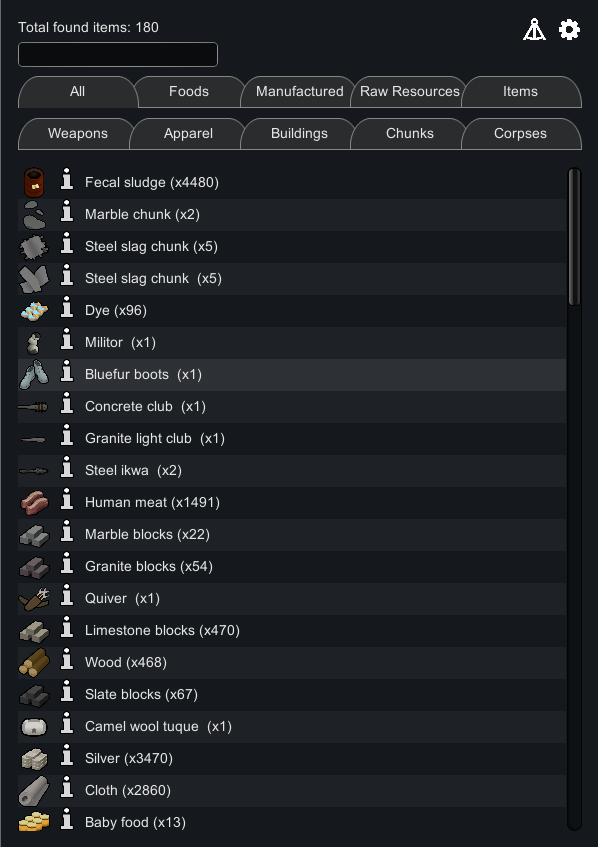 Total found items: 180
All Foods Manufactured Raw Resources Items
Weapons Apparel Buildings Chunks Corpses
Fecal sludge (x4480)
Marble chunk (x2)
Steel slag chunk (x5)
Steel slag chunk (x5)
Dye (x96)
Militor (x1)
Bluefur boots (x1)
Concrete club (x1)
Granite light club (x1)
Steel ikwa (x2)
Human meat (x1491)
Marble blocks (x22)
Granite blocks (x54)
Quiver (x1)
Limestone blocks (x470)
Wood (x468)
Slate blocks (x67)
Camel wool tuque (x1)
Silver (x3470)
Cloth (x2860)
Baby food (x13)